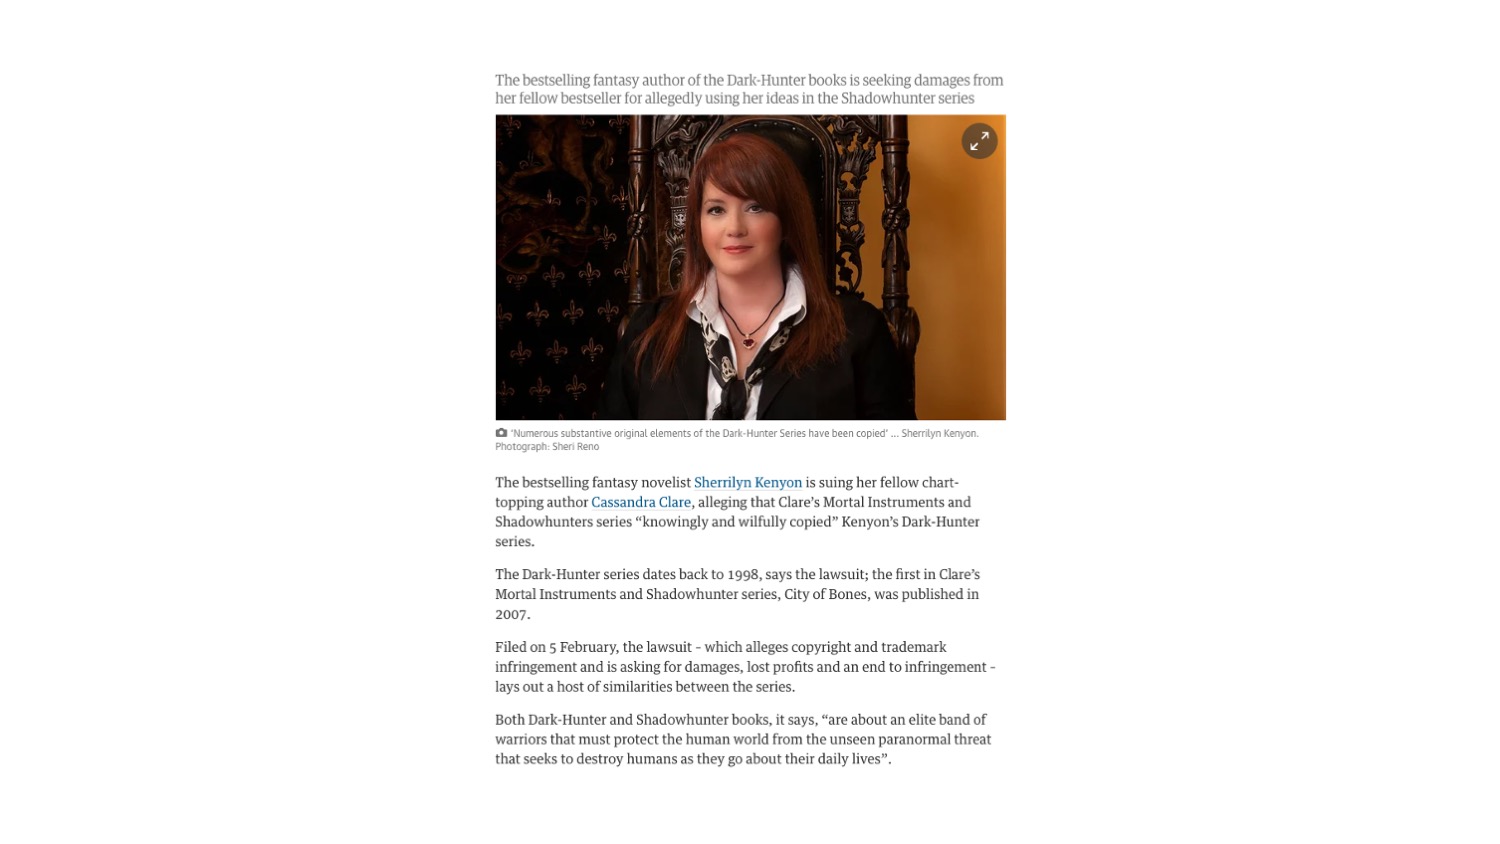 The bestselling fantasy author of the Dark-Hunter books is seeking damages from
her fellow bestseller for allegedly using her ideas in the Shadowhunter series
‘Numerous substantive original elements of the Dark-Hunter Series have been copied’ ... Sherrilyn Kenyon.
Photograph: Sheri Reno
The bestselling fantasy novelist Sherrilyn Kenyon is suing her fellow chart-
topping author Cassandra Clare, alleging that Clare’s Mortal Instruments and
Shadowhunters series “knowingly and wilfully copied” Kenyon’s Dark-Hunter
series.
The Dark-Hunter series dates back to 1998, says the lawsuit; the first in Clare’s
Mortal Instruments and Shadowhunter series, City of Bones, was published in
2007.
Filed on 5 February, the lawsuit – which alleges copyright and trademark
infringement and is asking for damages, lost profits and an end to infringement –
lays out a host of similarities between the series.
Both Dark-Hunter and Shadowhunter books, it says, “are about an elite band of
warriors that must protect the human world from the unseen paranormal threat
that seeks to destroy humans as they go about their daily lives”.